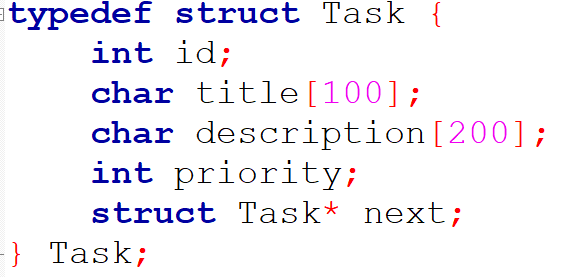 typedef struct Task {
    int id;
    char title[100];
    char description[200];
    int priority;
    struct Task* next;
} Task;